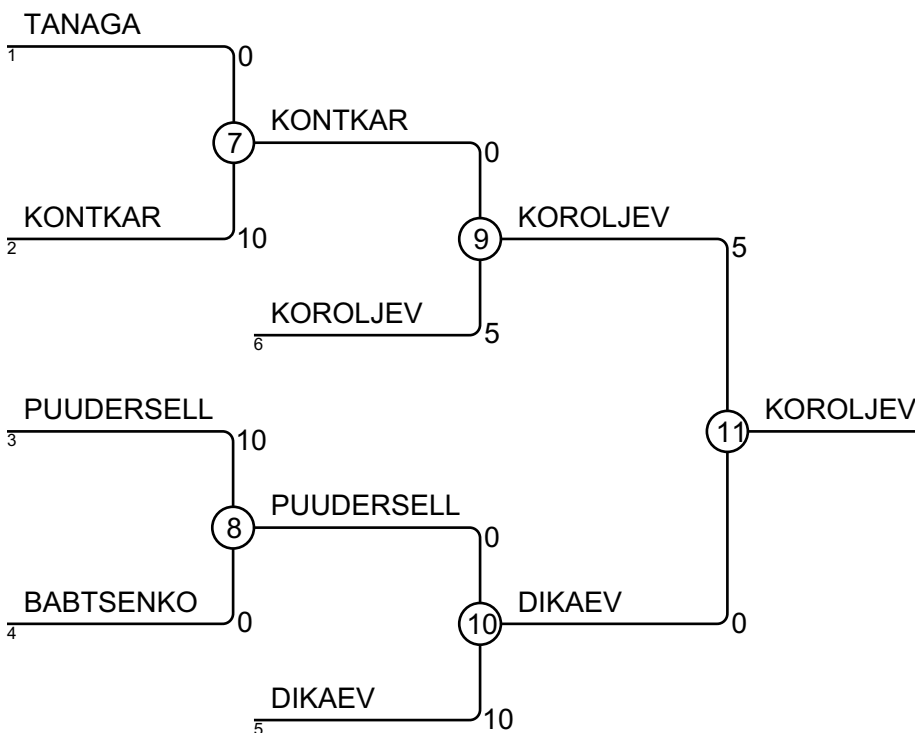 TANAGA
1
0
7
KONTKAR
0
KONTKAR
2
10
9
KOROLJEV
5
KOROLJEV
6
5
PUUDERSELL
3
10
11
KOROLJEV
8
PUUDERSELL
0
BABTSENKO
4
0
10
DIKAEV
0
DIKAEV
5
10